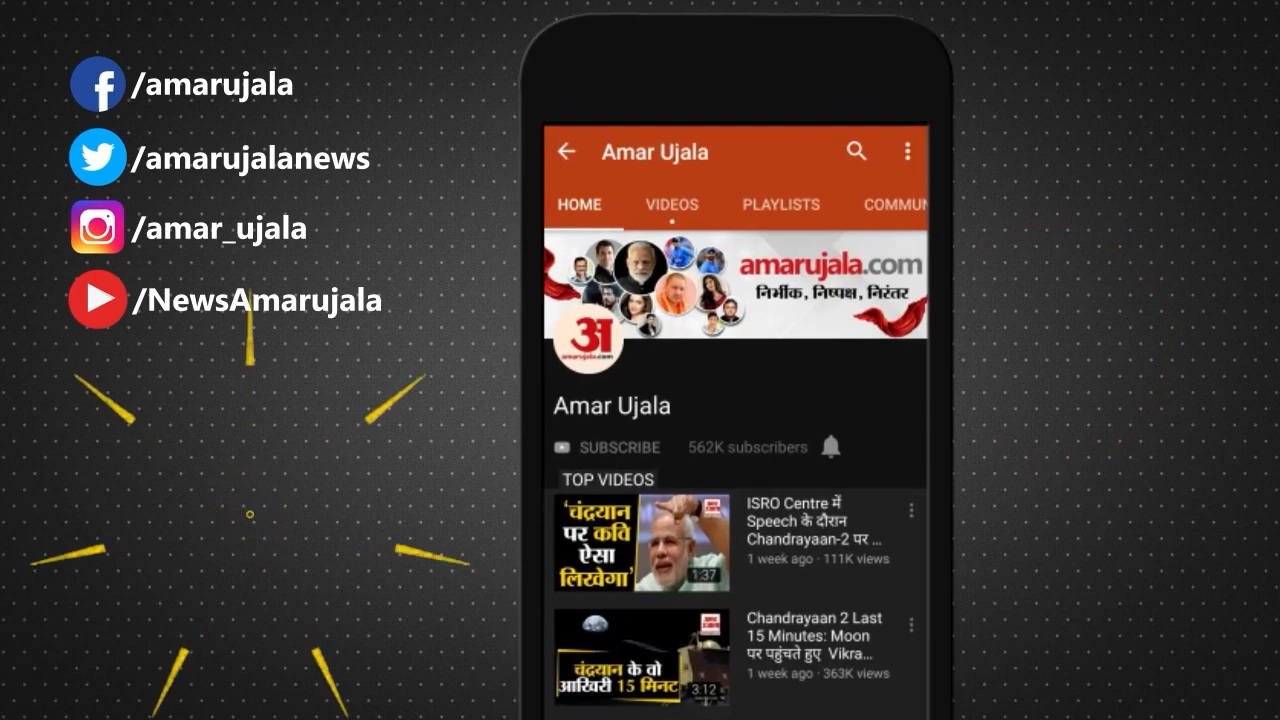 /amarujala
/amarujalanews
/amar_ujala
/NewsAmarujala
Amar Ujala
HOME VIDEOS PLAYLISTS COMMUN
amarujala.com
निर्भीक, निष्पक्ष, निरंतर
अ
amarujala.com
Amar Ujala
SUBSCRIBE 562K subscribers
TOP VIDEOS
'चंद्रयान
पर कवि
ऐसा
लिखेगा'
1:37
ISRO Centre में
Speech के दौरान
Chandrayaan-2 पर ...
1 week ago · 111K views
चंद्रयान के वो
आखिरी 15 मिनट
3:12
Chandrayaan 2 Last
15 Minutes: Moon
पर पहुंचते हुए Vikra...
1 week ago · 363K views